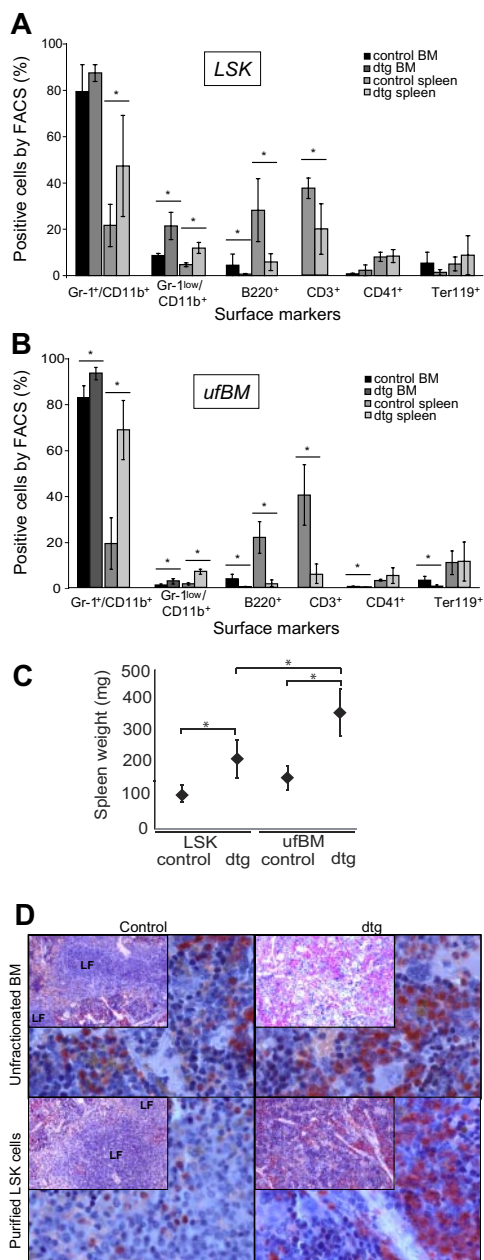 A
LSK
control BM
dtg BM
control spleen
dtg spleen
Positive cells by FACS (%)
100
80
60
40
20
0
* * * * * *
Gr-1⁺/CD11b⁺ Gr-1low/ CD11b⁺ B220⁺ CD3⁺ CD41⁺ Ter119⁺
Surface markers
B
ufBM
control BM
dtg BM
control spleen
dtg spleen
Positive cells by FACS (%)
100
80
60
40
20
0
* * * * * * * * *
Gr-1⁺/CD11b⁺ Gr-1low/ CD11b⁺ B220⁺ CD3⁺ CD41⁺ Ter119⁺
Surface markers
C
Spleen weight (mg)
500
400
300
200
100
0
* * *
LSK ufBM
control dtg control dtg
D
Control dtg
Unfractionated BM
LF
LF
Purified LSK cells
LF
LF